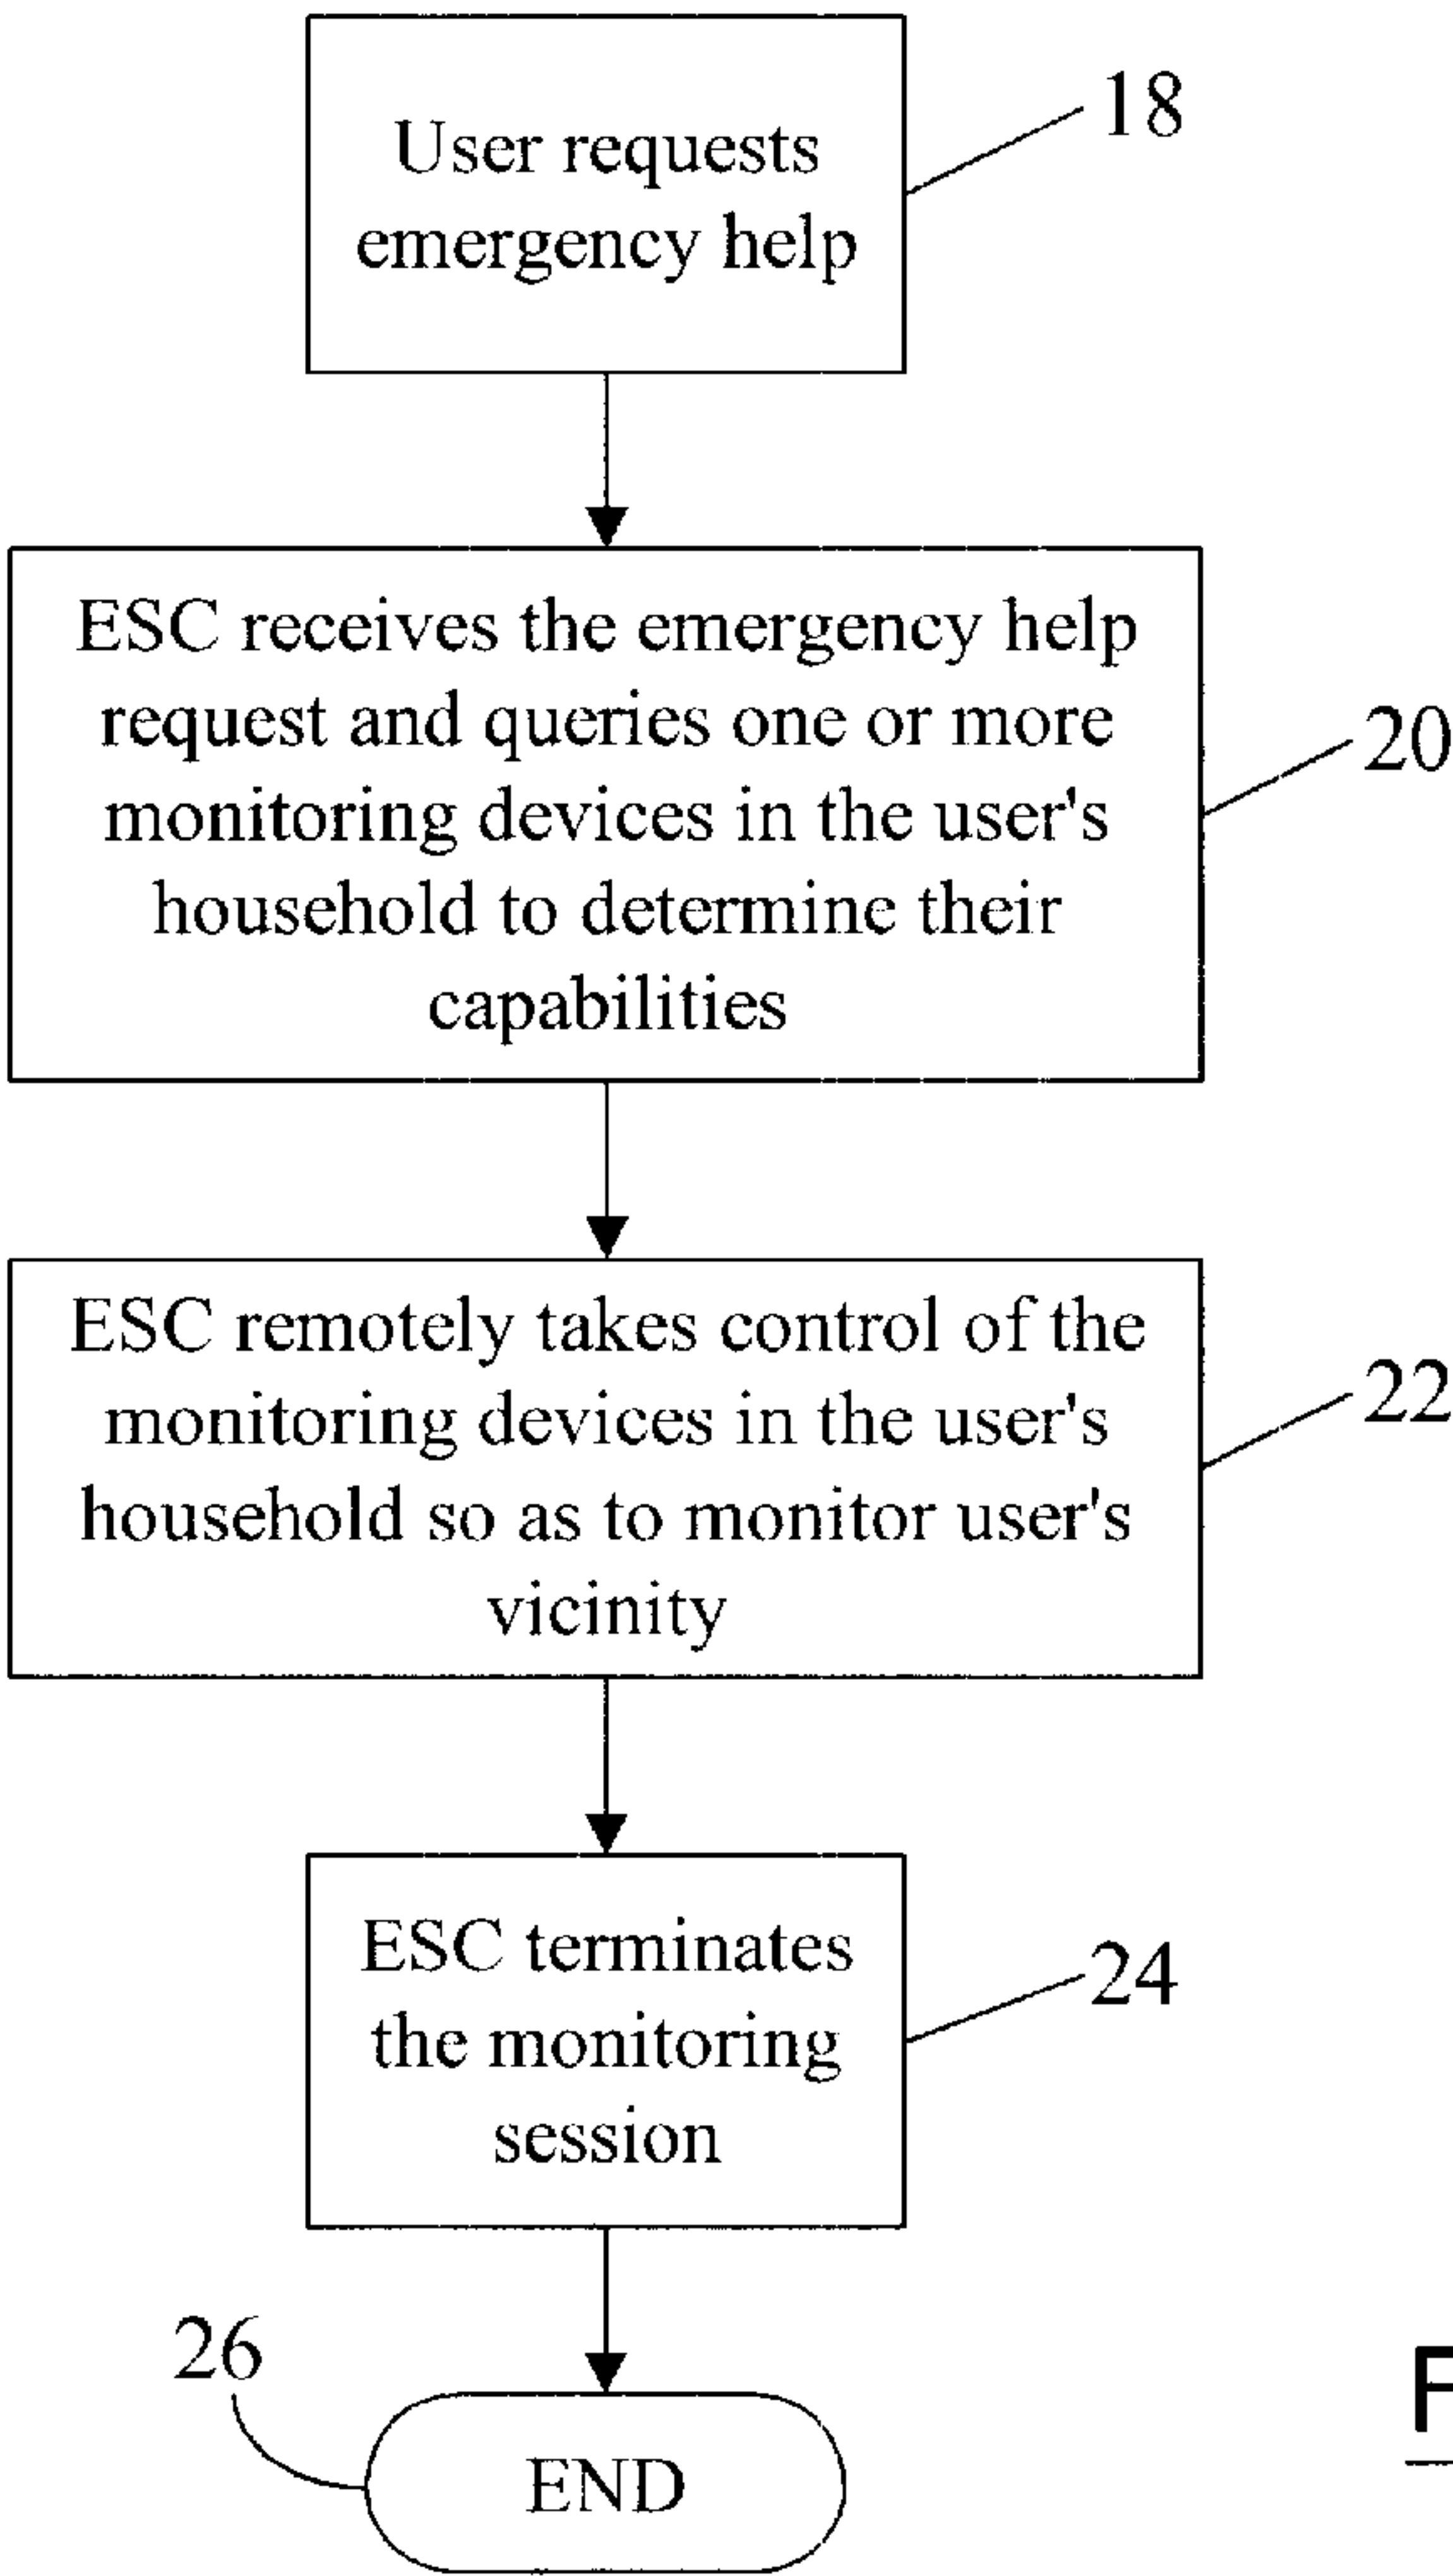 User requests
emergency help
18
ESC receives the emergency help
request and queries one or more
monitoring devices in the user's
household to determine their
capabilities
20
ESC remotely takes control of the
monitoring devices in the user's
household so as to monitor user's
vicinity
22
ESC terminates
the monitoring
session
24
26
END
F